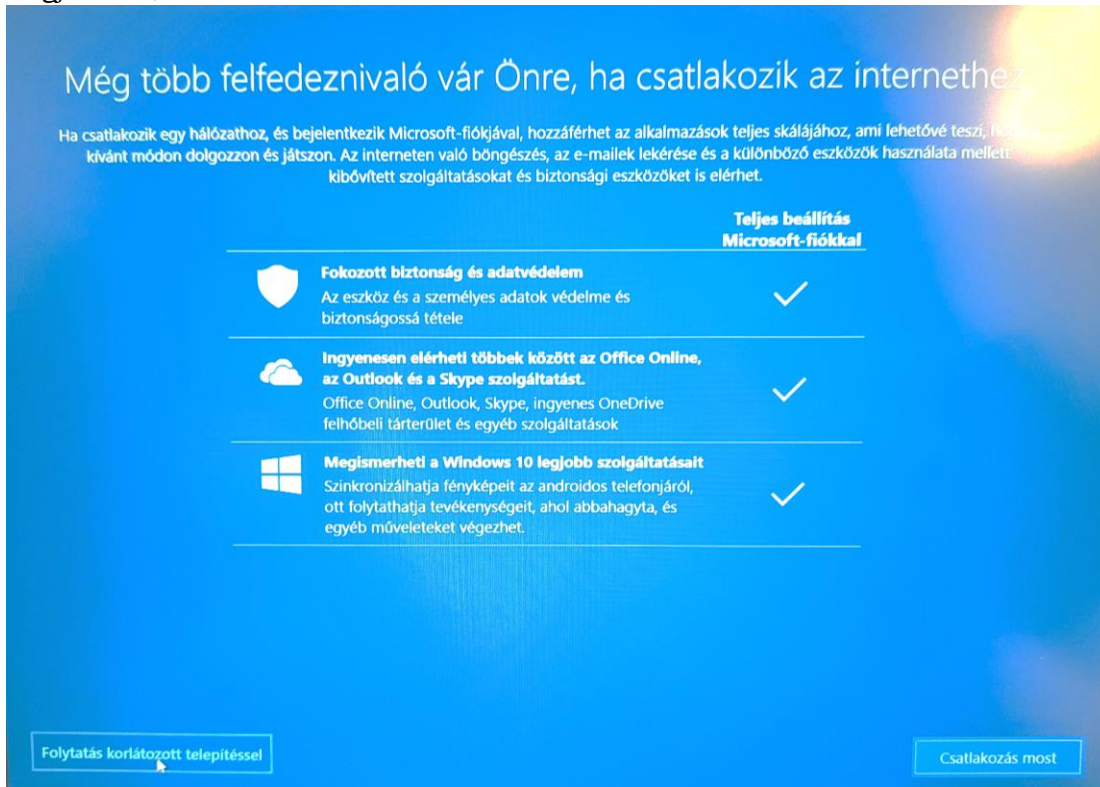 Még több felfedeznivaló vár Önre, ha csatlakozik az internethez
Ha csatlakozik egy hálózathoz, és bejelentkezik Microsoft-fiókjával, hozzáférhet az alkalmazások teljes skálájához, ami lehetővé teszi,
kívánt módon dolgozzon és játszon. Az interneten való böngészés, az e-mailek lekérése és a különböző eszközök használata mellett
kibővített szolgáltatásokat és biztonsági eszközöket is elérhet.
Teljes beállítás
Microsoft-fiókkal
Fokozott biztonság és adatvédelem
Az eszköz és a személyes adatok védelme és
biztonságossá tétele
Ingyenesen elérheti többek között az Office Online,
az Outlook és a Skype szolgáltatást.
Office Online, Outlook, Skype, ingyenes OneDrive
felhőbeli tárterület és egyéb szolgáltatások
Megismerheti a Windows 10 legjobb szolgáltatásait
Szinkronizálhatja fényképeit az androidos telefonjáról,
ott folytathatja tevékenységeit, ahol abbahagyta, és
egyéb műveleteket végezhet.
Folytatás korlátozott telepítéssel
Csatlakozás most